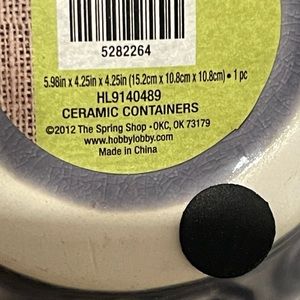 5282264
5.98in x 4.25in x 4.25in (15.2cm x 10.8cm x 10.8cm) • 1 pc
HL9140489
CERAMIC CONTAINERS
©2012 The Spring Shop • OKC, OK 73179
www.hobbylobby.com
Made in China